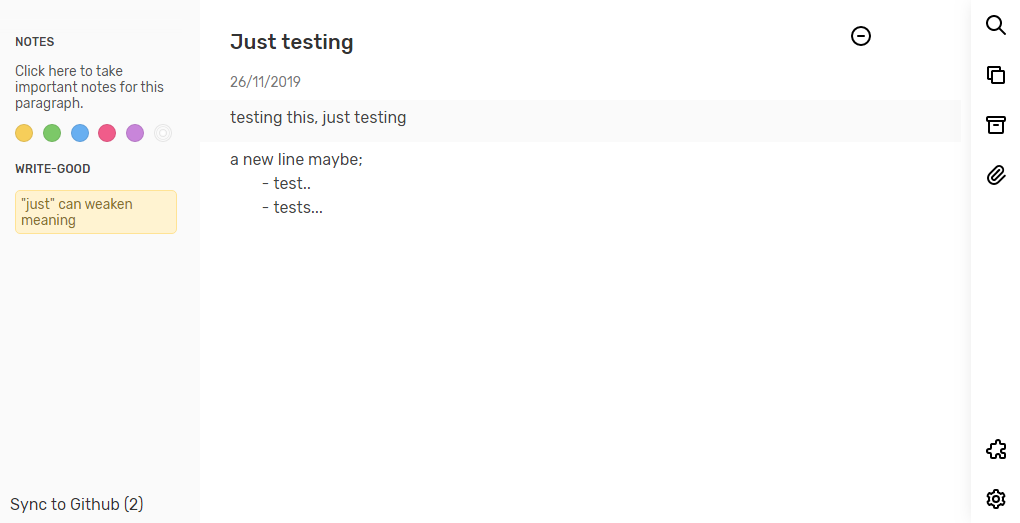 NOTES
Click here to take
important notes for this
paragraph.
WRITE-GOOD
"just" can weaken
meaning
Sync to Github (2)
Just testing
26/11/2019
testing this, just testing
a new line maybe;
- test..
- tests...